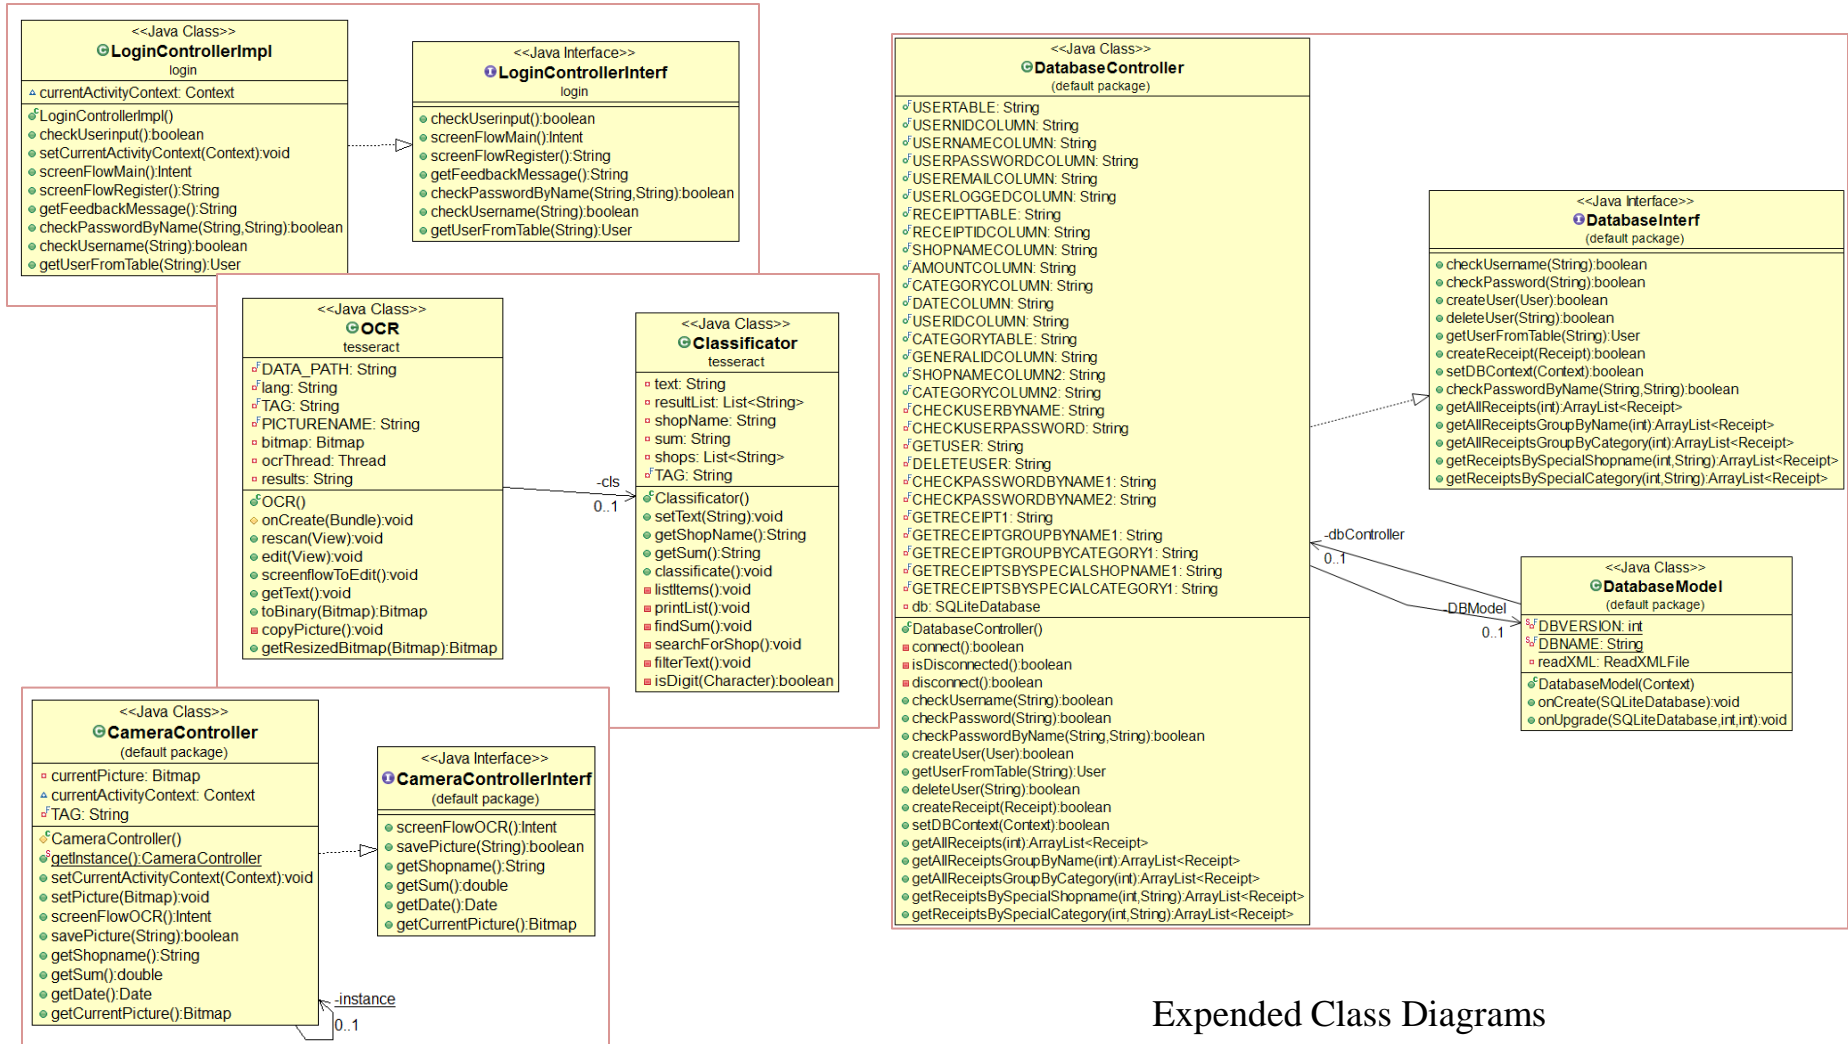 <<Java Class>>
LoginControllerImpl
login
currentActivityContext: Context
LoginControllerImpl()
checkUserinput():boolean
setCurrentActivityContext(Context):void
screenFlowMain():Intent
screenFlowRegister():String
getFeedbackMessage():String
checkPasswordByName(String,String):boolean
checkUsername(String):boolean
getUserFromTable(String):User
<<Java Interface>>
LoginControllerInterf
login
checkUserinput():boolean
screenFlowMain():Intent
screenFlowRegister():String
getFeedbackMessage():String
checkPasswordByName(String,String):boolean
checkUsername(String):boolean
getUserFromTable(String):User
<<Java Class>>
OCR
tesseract
DATA_PATH: String
lang: String
TAG: String
PICTURENAME: String
bitmap: Bitmap
ocrThread: Thread
results: String
OCR()
onCreate(Bundle):void
rescan(View):void
edit(View):void
screenflowToEdit():void
getText():void
toBinary(Bitmap):Bitmap
copyPicture():void
getResizedBitmap(Bitmap):Bitmap
-cls
0..1
<<Java Class>>
Classificator
tesseract
text: String
resultList: List<String>
shopName: String
sum: String
shops: List<String>
TAG: String
Classificator()
setText(String):void
getShopName():String
getSum():String
classificate():void
listItems():void
printList():void
findSum():void
searchForShop():void
filterText():void
isDigit(Character):boolean
<<Java Class>>
CameraController
(default package)
currentPicture: Bitmap
currentActivityContext: Context
TAG: String
CameraController()
getInstance():CameraController
setCurrentActivityContext(Context):void
setPicture(Bitmap):void
screenFlowOCR():Intent
savePicture(String):boolean
getShopname():String
getSum():double
getDate():Date
getCurrentPicture():Bitmap
-instance
0..1
<<Java Interface>>
CameraControllerInterf
(default package)
screenFlowOCR():Intent
savePicture(String):boolean
getShopname():String
getSum():double
getDate():Date
getCurrentPicture():Bitmap
<<Java Class>>
DatabaseController
(default package)
USERTABLE: String
USERNIDCOLUMN: String
USERNAMECOLUMN: String
USERPASSWORDCOLUMN: String
USEREMAILCOLUMN: String
USERLOGGEDCOLUMN: String
RECEIPTTABLE: String
RECEIPTIDCOLUMN: String
SHOPNAMECOLUMN: String
AMOUNTCOLUMN: String
CATEGORYCOLUMN: String
DATECOLUMN: String
USERIDCOLUMN: String
CATEGORYTABLE: String
GENERALIDCOLUMN: String
SHOPNAMECOLUMN2: String
CATEGORYCOLUMN2: String
CHECKUSERBYNAME: String
CHECKUSERPASSWORD: String
GETUSER: String
DELETEUSER: String
CHECKPASSWORDBYNAME1: String
CHECKPASSWORDBYNAME2: String
GETRECEIPT1: String
GETRECEIPTGROUPBYNAME1: String
GETRECEIPTGROUPBYCATEGORY1: String
GETRECEIPTSBYSPECIALSHOPNAME1: String
GETRECEIPTSBYSPECIALCATEGORY1: String
db: SQLiteDatabase
DatabaseController()
connect():boolean
isDisconnected():boolean
disconnect():boolean
checkUsername(String):boolean
checkPassword(String):boolean
checkPasswordByName(String,String):boolean
createUser(User):boolean
getUserFromTable(String):User
deleteUser(String):boolean
createReceipt(Receipt):boolean
setDBContext(Context):boolean
getAllReceipts(int):ArrayList<Receipt>
getAllReceiptsGroupByName(int):ArrayList<Receipt>
getAllReceiptsGroupByCategory(int):ArrayList<Receipt>
getReceiptsBySpecialShopname(int,String):ArrayList<Receipt>
getReceiptsBySpecialCategory(int,String):ArrayList<Receipt>
<<Java Interface>>
DatabaseInterf
(default package)
checkUsername(String):boolean
checkPassword(String):boolean
createUser(User):boolean
deleteUser(String):boolean
getUserFromTable(String):User
createReceipt(Receipt):boolean
setDBContext(Context):boolean
checkPasswordByName(String,String):boolean
getAllReceipts(int):ArrayList<Receipt>
getAllReceiptsGroupByName(int):ArrayList<Receipt>
getAllReceiptsGroupByCategory(int):ArrayList<Receipt>
getReceiptsBySpecialShopname(int,String):ArrayList<Receipt>
getReceiptsBySpecialCategory(int,String):ArrayList<Receipt>
-dbController
0..1
-DBModel
0..1
<<Java Class>>
DatabaseModel
(default package)
DBVERSION: int
DBNAME: String
readXML: ReadXMLFile
DatabaseModel(Context)
onCreate(SQLiteDatabase):void
onUpgrade(SQLiteDatabase,int,int):void
Expended Class Diagrams